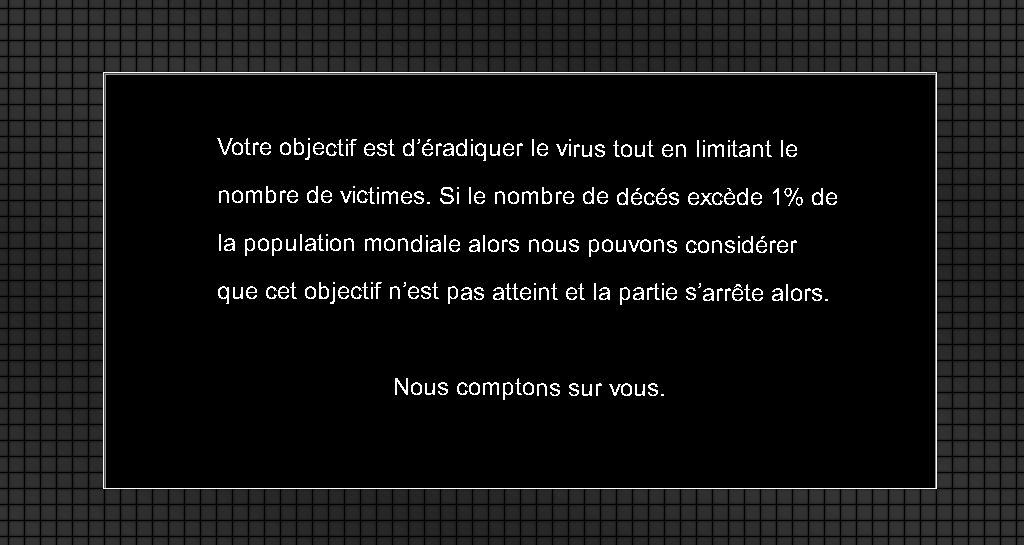 Votre objectif est d’éradiquer le virus tout en limitant le
nombre de victimes. Si le nombre de décés excède 1% de
la population mondiale alors nous pouvons considérer
que cet objectif n’est pas atteint et la partie s’arrête alors.
Nous comptons sur vous.